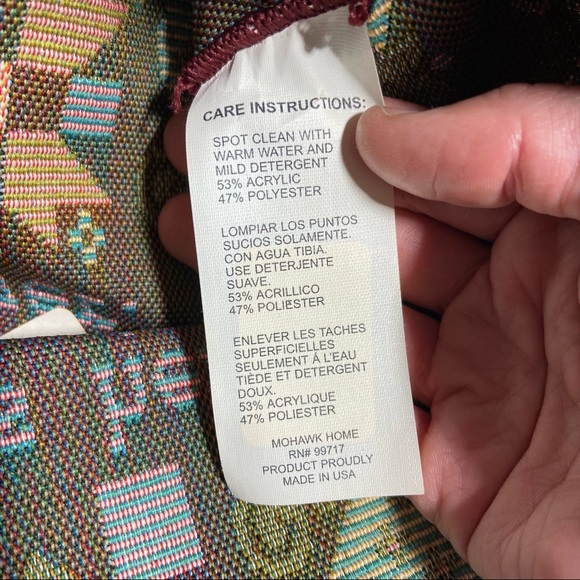 CARE INSTRUCTIONS:
SPOT CLEAN WITH
WARM WATER AND
MILD DETERGENT
53% ACRYLIC
47% POLYESTER
LOMPIAR LOS PUNTOS
SUCIOS SOLAMENTE.
CON AGUA TIBIA.
USE DETERJENTE
SUAVE.
53% ACRILLICO
47% POLIESTER
ENLEVER LES TACHES
SUPERFICIELLES
SEULEMENT Á L'EAU
TIÈDE ET DETERGENT
DOUX.
53% ACRYLIQUE
47% POLIESTER
MOHAWK HOME
RN# 99717
PRODUCT PROUDLY
MADE IN USA